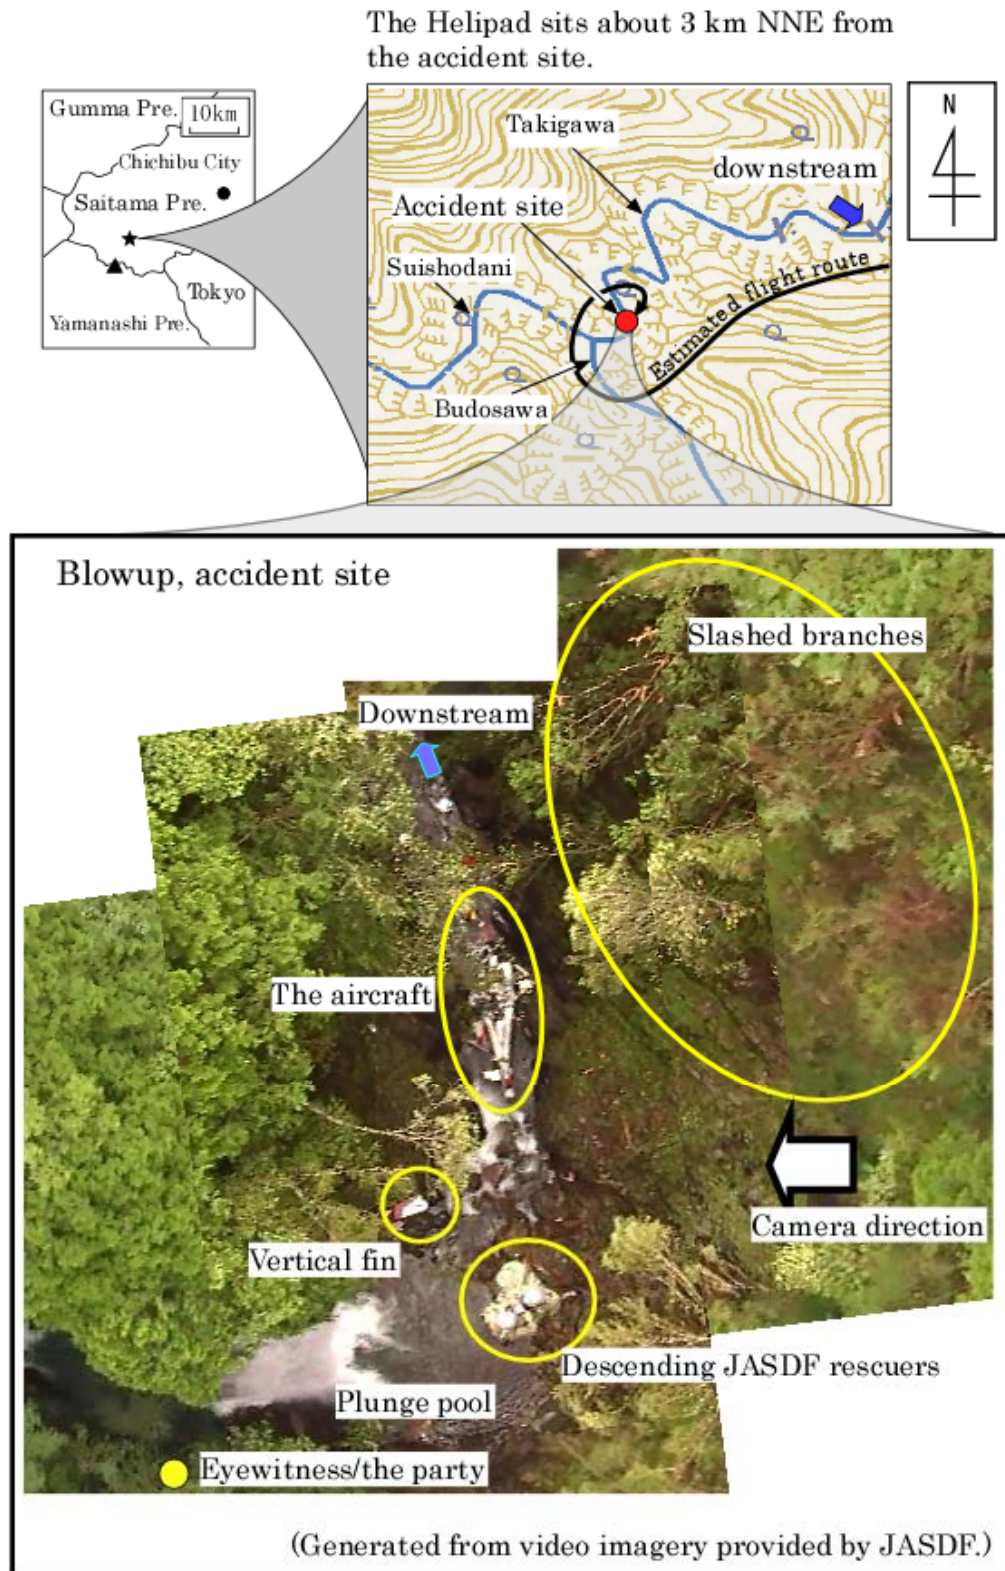 The Helipad sits about 3 km NNE from
the accident site.
Gumma Pre.
10km
Chichibu City
Saitama Pre.
Tokyo
Yamanashi Pre.
N
Takigawa
downstream
Accident site
Suishodani
Estimated flight route
Budosawa
Blowup, accident site
Slashed branches
Downstream
The aircraft
Camera direction
Vertical fin
Descending JASDF rescuers
Plunge pool
Eyewitness/the party
(Generated from video imagery provided by JASDF.)